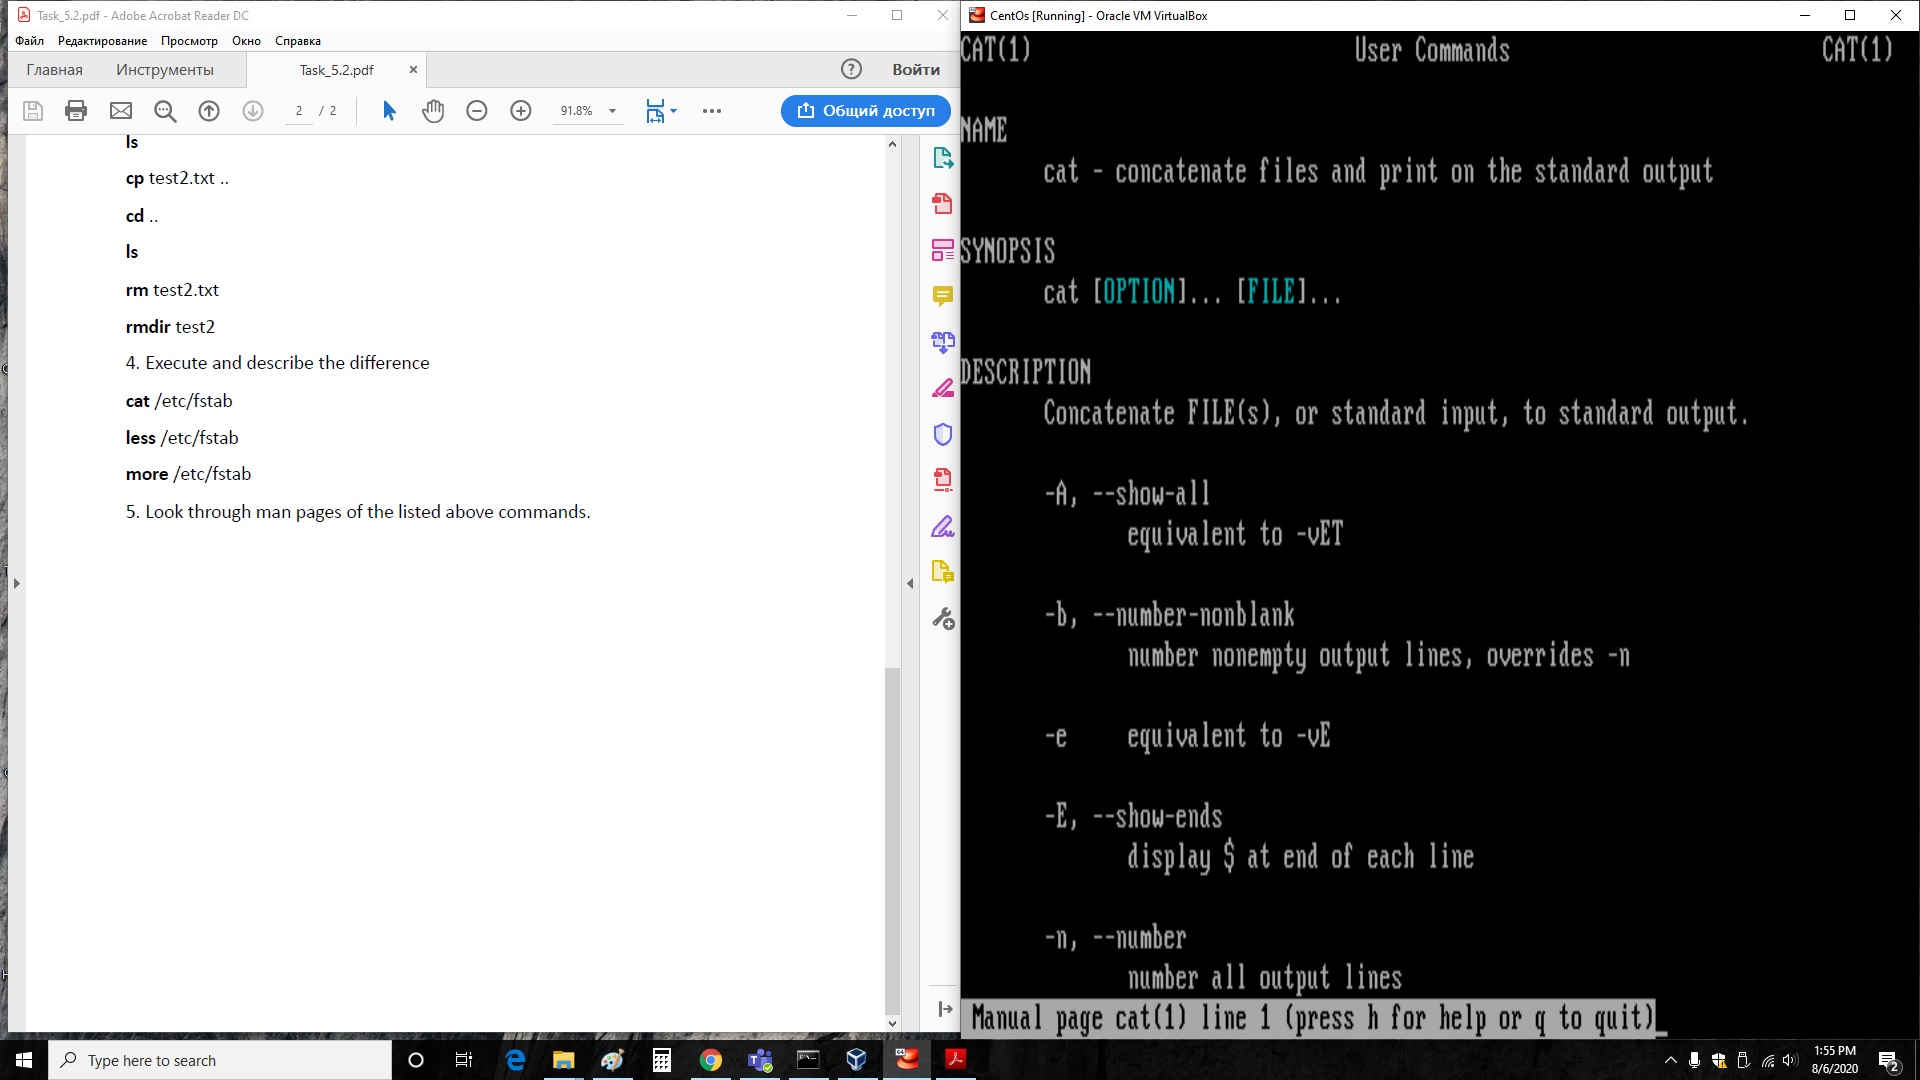 Task_5.2.pdf - Adobe Acrobat Reader DC
Файл Редактирование Просмотр Окно Справка
Главная Инструменты Task_5.2.pdf × ? Войти
2 / 2 91.8% Общий доступ
ls
cp test2.txt ..
cd ..
ls
rm test2.txt
rmdir test2
4. Execute and describe the difference
cat /etc/fstab
less /etc/fstab
more /etc/fstab
5. Look through man pages of the listed above commands.
CentOs [Running] - Oracle VM VirtualBox
CAT(1) User Commands CAT(1)
NAME
cat - concatenate files and print on the standard output
SYNOPSIS
cat [OPTION]... [FILE]...
DESCRIPTION
Concatenate FILE(s), or standard input, to standard output.
-A, --show-all
equivalent to -vET
-b, --number-nonblank
number nonempty output lines, overrides -n
-e equivalent to -vE
-E, --show-ends
display $ at end of each line
-n, --number
number all output lines
Manual page cat(1) line 1 (press h for help or q to quit)_
Type here to search
1:55 PM
8/6/2020
2